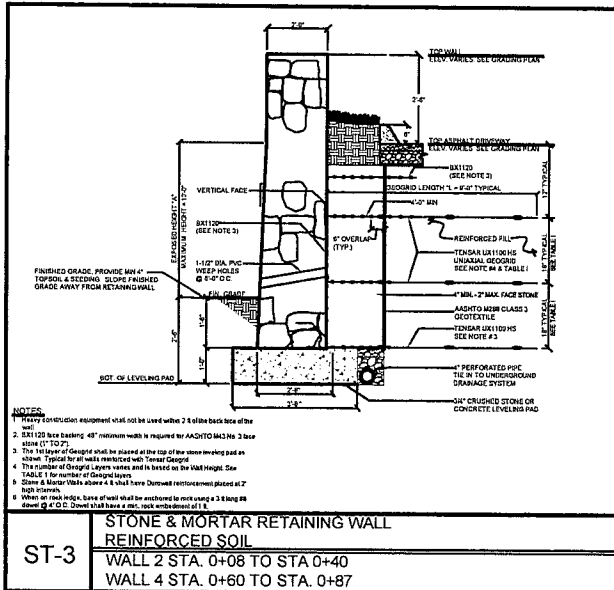 2'-0"
TOP WALL
ELEV. VARIES SEE GRADING PLAN
2'-6"
6"
TOP ASPHALT DRIVEWAY
ELEV. VARIES SEE GRADING PLAN
BX1120
(SEE NOTE 3)
GEOGRID LENGTH "L =
TYPICAL
4'-0" MIN
VERTICAL FACE
BX1120
(SEE NOTE 3)
6" OVERLAP
(TYP.)
REINFORCED FILL
TENSAR UX1100 HS
UNIAXIAL GEOGRID
SEE NOTE #4 & TABLE I
EXPOSED HEIGHT "A"
MAXIMUM HEIGHT =
1-1/2" DIA. PVC
WEEP HOLES
@ O.C.
FINISHED GRADE, PROVIDE MIN 4"
TOPSOIL & SEEDING. SLOPE FINISHED
GRADE AWAY FROM RETAINING WALL
FIN. GRADE
TYPICAL
TYPICAL
SEE TABLE I
SEE TABLE I
MIN. - 2" MAX. FACE STONE
AASHTO M288 CLASS 3
GEOTEXTILE
TENSAR UX1100 HS
SEE NOTE #3
2'-6"
1'-6"
1'-0"
4" PERFORATED PIPE
TIE IN TO UNDERGROUND
DRAINAGE SYSTEM
BOT. OF LEVELING PAD
3/4" CRUSHED STONE OR
CONCRETE LEVELING PAD
NOTES
1 Heavy construction equipment shall not be used within 2 ft of the back face of the
wall
2. BX1120 face backing 48" minimum width is required for AASHTO M43 No 3 face
stone (1" TO 2")
3. The 1st layer of Geogrid shall be placed at the top of the stone leveling pad as
shown Typical for all walls reinforced with Tensar Geogrid
4 The number of Geogrid Layers varies and is based on the Wall Height. See
TABLE 1 for number of Geogrid layers
5 Stone & Mortar Walls above 4 ft shall have Durowall reinforcement placed at 2'
high intervals
6 When on rock ledge, base of wall shall be anchored to rock using a 3 ft long #8
dowel @ 4' O.C. Dowel shall have a min. rock embedment of 1 ft.
ST-3
STONE & MORTAR RETAINING WALL
REINFORCED SOIL
WALL 2 STA. 0+08 TO STA 0+40
WALL 4 STA. 0+60 TO STA. 0+87